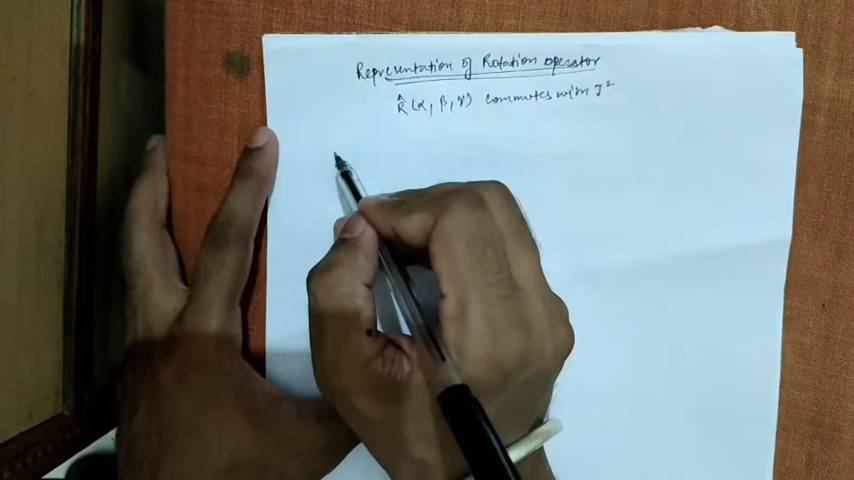 Representation of Rotation operator
R̂(α, β, γ) commutes with J²